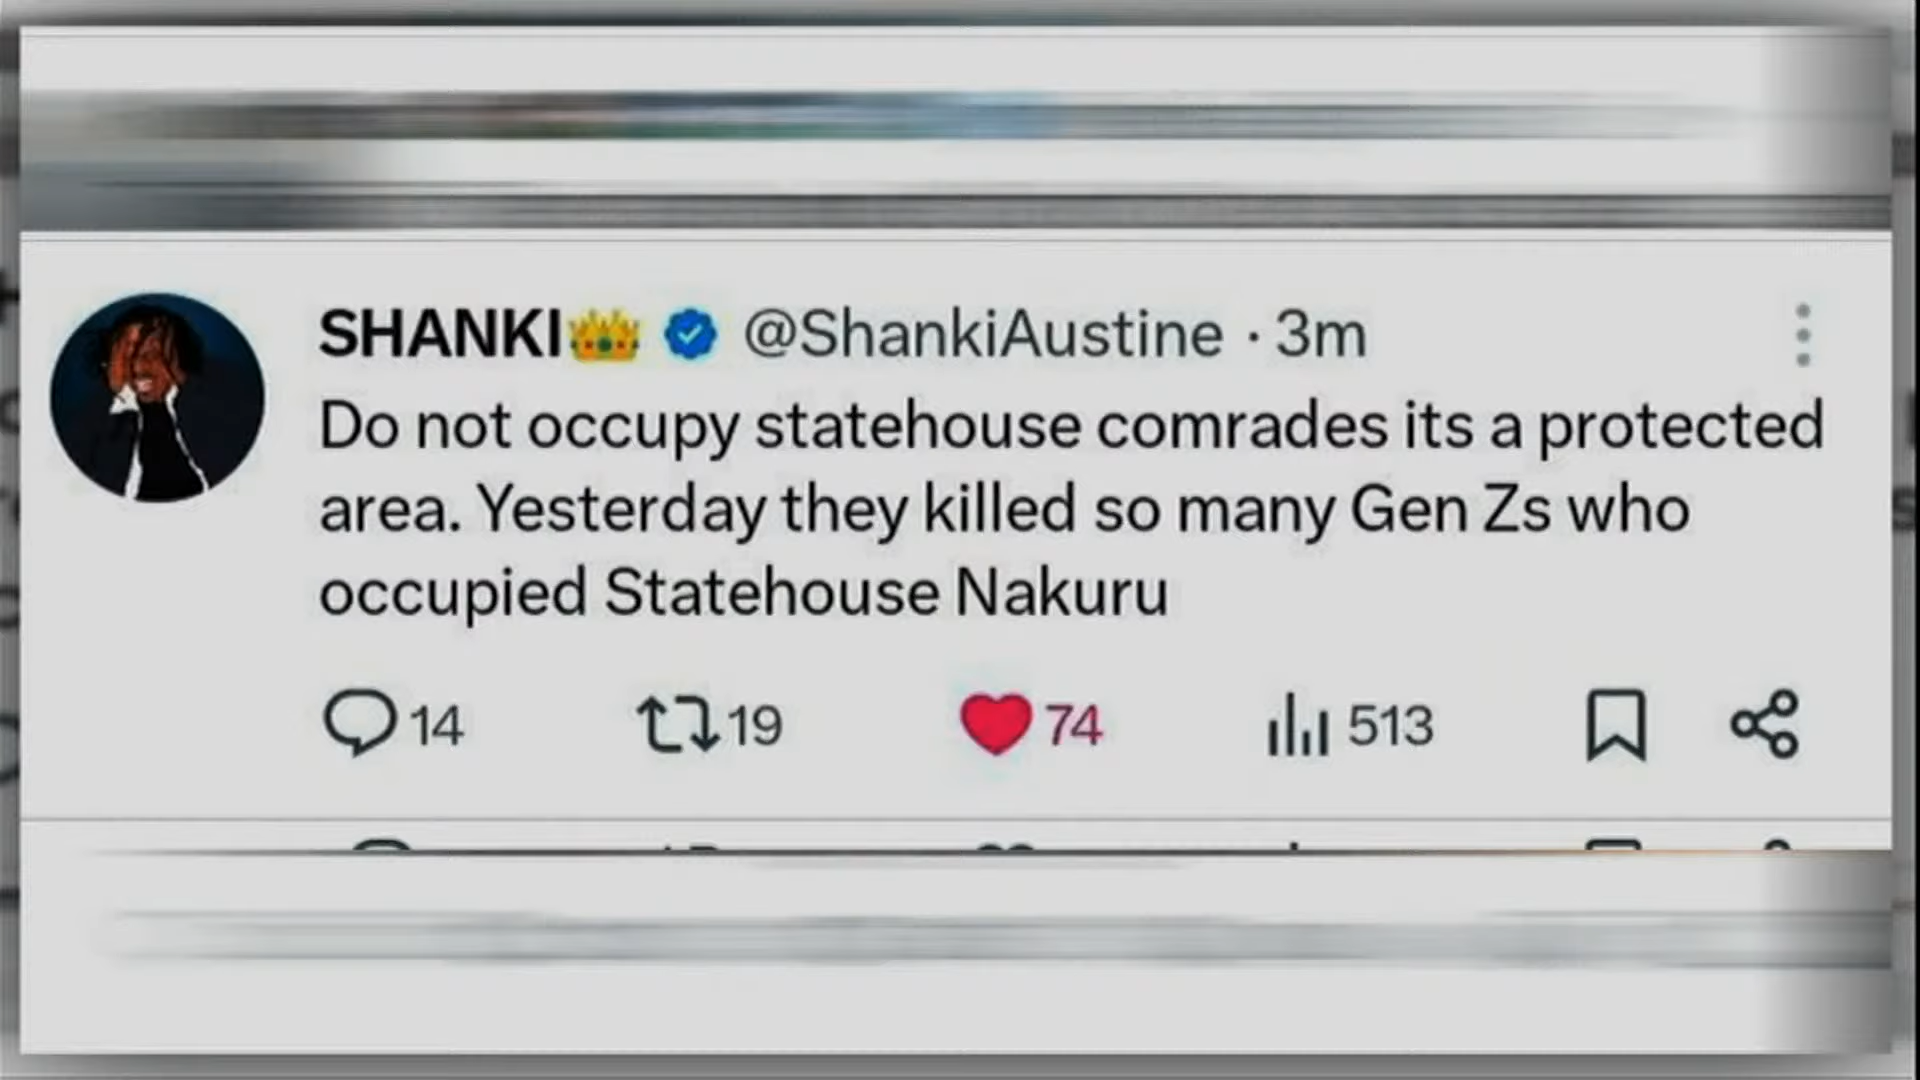 SHANKI👑 @ShankiAustine · 3m
Do not occupy statehouse comrades its a protected
area. Yesterday they killed so many Gen Zs who
occupied Statehouse Nakuru
14 19 74 513